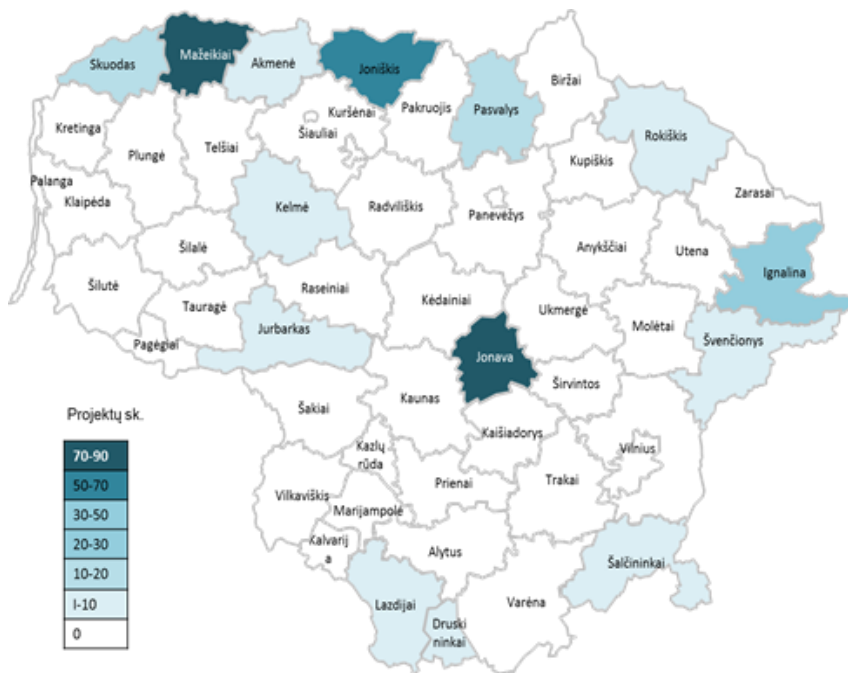 Skuodas
Mažeikiai
Akmenė
Joniškis
Biržai
Kretinga
Plungė
Telšiai
Kuršėnai
Šiauliai
Pakruojis
Pasvalys
Rokiškis
Kupiškis
Palanga
Klaipėda
Kelmė
Radviliškis
Panevėžys
Zarasai
Šilalė
Anykščiai
Utena
Ignalina
Šilutė
Tauragė
Raseiniai
Kėdainiai
Ukmergė
Molėtai
Pagėgiai
Jurbarkas
Jonava
Švenčionys
Širvintos
Šakiai
Kaunas
Kaišiadorys
Vilnius
Kazlų
rūda
Prienai
Trakai
Vilkaviškis
Marijampolė
Kalvarij
a
Alytus
Šalčininkai
Lazdijai
Varėna
Druski
ninkai
Projektų sk.
70-90
50-70
30-50
20-30
10-20
I-10
0